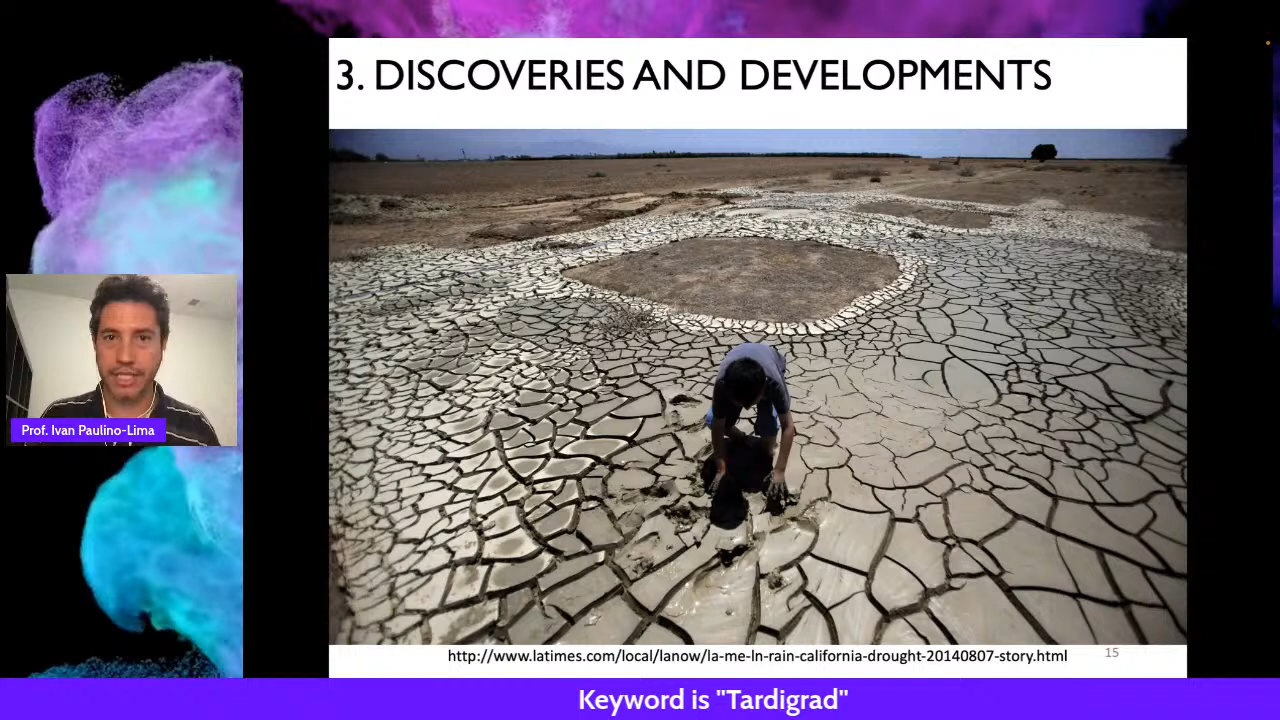 3. DISCOVERIES AND DEVELOPMENTS
Prof. Ivan Paulino-Lima
http://www.latimes.com/local/lanow/la-me-ln-rain-california-drought-20140807-story.html
15
Keyword is "Tardigrad"